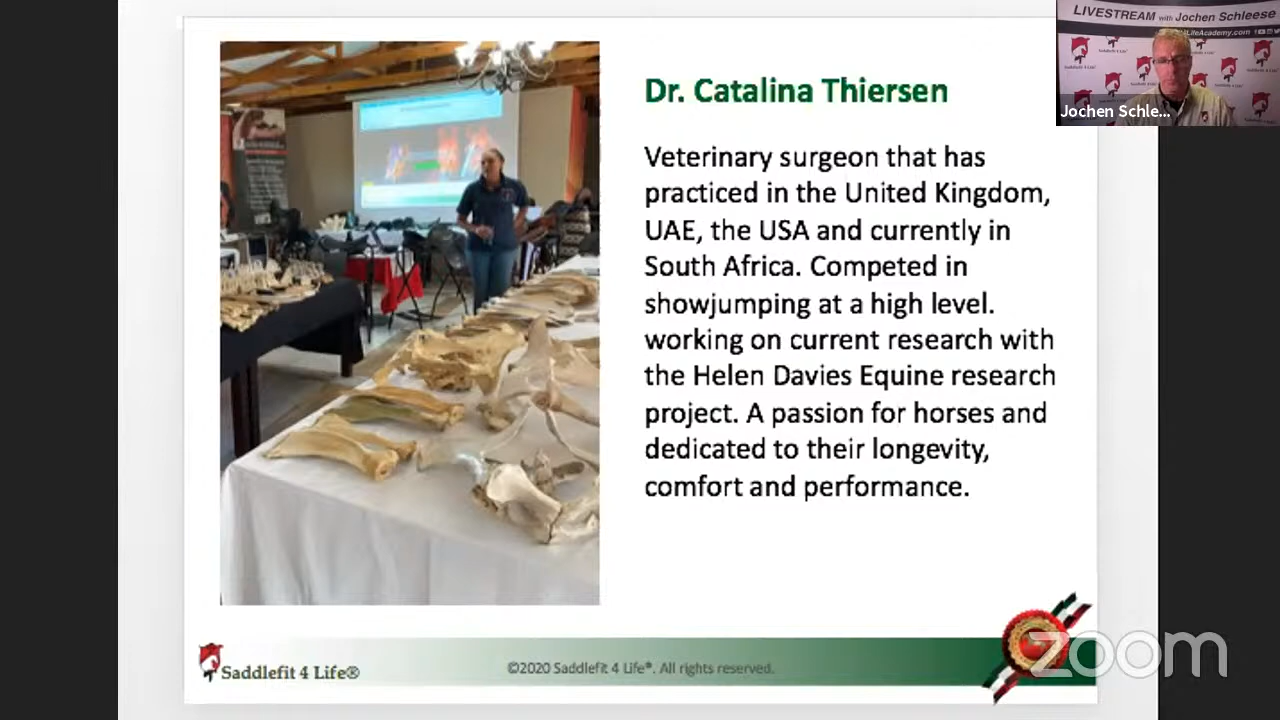 LIVESTREAM with Jochen Schleese
Jochen Schle...
Dr. Catalina Thiersen
Veterinary surgeon that has
practiced in the United Kingdom,
UAE, the USA and currently in
South Africa. Competed in
showjumping at a high level.
working on current research with
the Helen Davies Equine research
project. A passion for horses and
dedicated to their longevity,
comfort and performance.
Saddlefit 4 Life®
©2020 Saddlefit 4 Life®. All rights reserved.
zoom